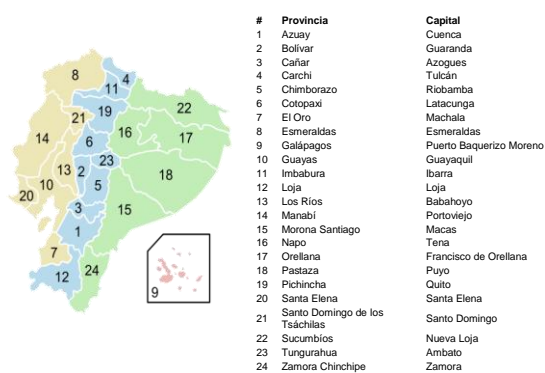 # Provincia Capital
1 Azuay Cuenca
2 Bolívar Guaranda
3 Cañar Azogues
4 Carchi Tulcán
5 Chimborazo Riobamba
6 Cotopaxi Latacunga
7 El Oro Machala
8 Esmeraldas Esmeraldas
9 Galápagos Puerto Baquerizo Moreno
10 Guayas Guayaquil
11 Imbabura Ibarra
12 Loja Loja
13 Los Ríos Babahoyo
14 Manabí Portoviejo
15 Morona Santiago Macas
16 Napo Tena
17 Orellana Francisco de Orellana
18 Pastaza Puyo
19 Pichincha Quito
20 Santa Elena Santa Elena
21 Santo Domingo de los Santo Domingo
Tsáchilas
22 Sucumbíos Nueva Loja
23 Tungurahua Ambato
24 Zamora Chinchipe Zamora
8
4
11
19
22
21
14
16
17
6
23
13
2
18
10
5
20
3
15
1
7
12
24
9